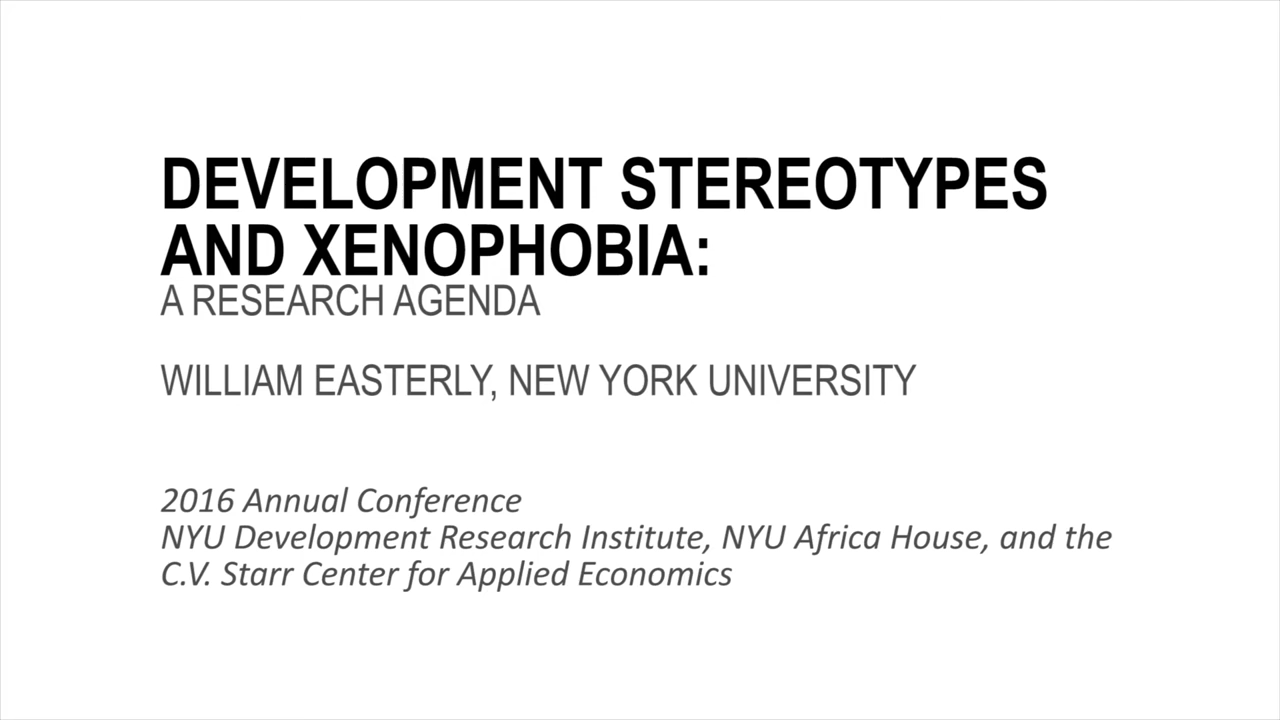 DEVELOPMENT STEREOTYPES
AND XENOPHOBIA:
A RESEARCH AGENDA
WILLIAM EASTERLY, NEW YORK UNIVERSITY
2016 Annual Conference
NYU Development Research Institute, NYU Africa House, and the
C.V. Starr Center for Applied Economics